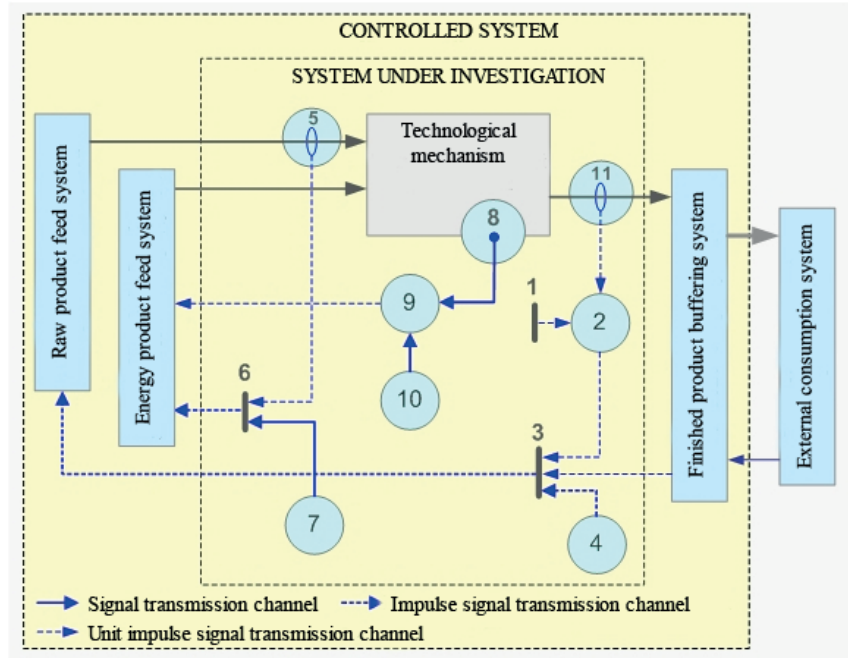 CONTROLLED SYSTEM
SYSTEM UNDER INVESTIGATION
Raw product feed system
Energy product feed system
5
Technological
mechanism
11
8
Finished product buffering system
External consumption system
1
9
2
6
10
3
7
4
Signal transmission channel
Impulse signal transmission channel
Unit impulse signal transmission channel